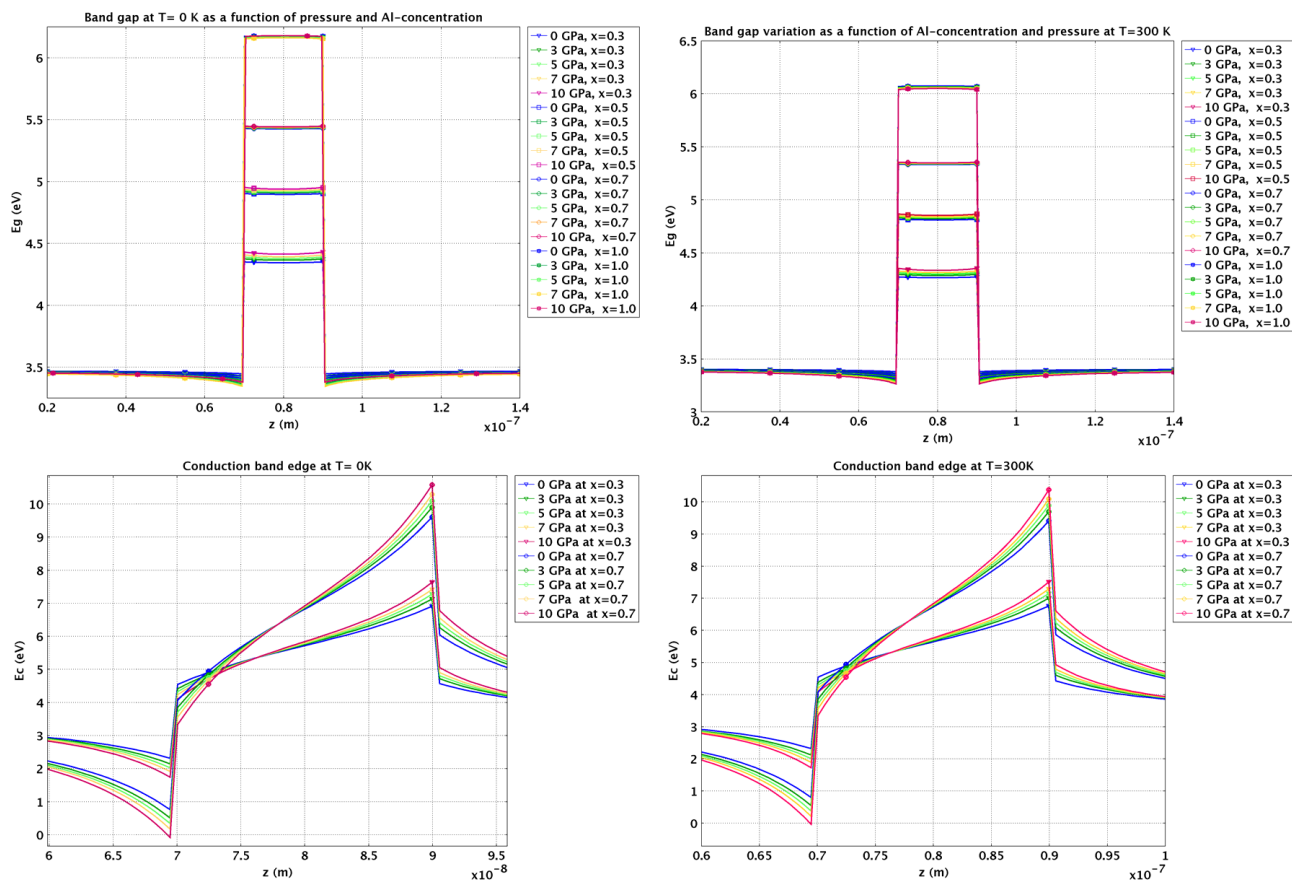 Band gap at T= 0 K as a function of pressure and Al-concentration
Eg (eV)
6
5.5
5
4.5
4
3.5
0.2
0.4
0.6
0.8
1
1.2
1.4
z (m)
x10^-7
0 GPa, x=0.3
3 GPa, x=0.3
5 GPa, x=0.3
7 GPa, x=0.3
10 GPa, x=0.3
0 GPa, x=0.5
3 GPa, x=0.5
5 GPa, x=0.5
7 GPa, x=0.5
10 GPa, x=0.5
0 GPa, x=0.7
3 GPa, x=0.7
5 GPa, x=0.7
7 GPa, x=0.7
10 GPa, x=0.7
0 GPa, x=1.0
3 GPa, x=1.0
5 GPa, x=1.0
7 GPa, x=1.0
10 GPa, x=1.0
Band gap variation as a function of Al-concentration and pressure at T=300 K
Eg (eV)
6.5
6
5.5
5
4.5
4
3.5
3
0.2
0.4
0.6
0.8
1
1.2
1.4
z (m)
x10^-7
0 GPa, x=0.3
3 GPa, x=0.3
5 GPa, x=0.3
7 GPa, x=0.3
10 GPa, x=0.3
0 GPa, x=0.5
3 GPa, x=0.5
5 GPa, x=0.5
7 GPa, x=0.5
10 GPa, x=0.5
0 GPa, x=0.7
3 GPa, x=0.7
5 GPa, x=0.7
7 GPa, x=0.7
10 GPa, x=0.7
0 GPa, x=1.0
3 GPa, x=1.0
5 GPa, x=1.0
7 GPa, x=1.0
10 GPa, x=1.0
Conduction band edge at T= 0K
Ec (eV)
10
9
8
7
6
5
4
3
2
1
0
6
6.5
7
7.5
8
8.5
9
9.5
z (m)
x10^-8
0 GPa at x=0.3
3 GPa at x=0.3
5 GPa at x=0.3
7 GPa at x=0.3
10 GPa at x=0.3
0 GPa at x=0.7
3 GPa at x=0.7
5 GPa at x=0.7
7 GPa at x=0.7
10 GPa at x=0.7
Conduction band edge at T=300K
Ec (eV)
10
9
8
7
6
5
4
3
2
1
0
0.6
0.65
0.7
0.75
0.8
0.85
0.9
0.95
1
z (m)
x10^-7
0 GPa at x=0.3
3 GPa at x=0.3
5 GPa at x=0.3
7 GPa at x=0.3
10 GPa at x=0.3
0 GPa at x=0.7
3 GPa at x=0.7
5 GPa at x=0.7
7 GPa at x=0.7
10 GPa at x=0.7